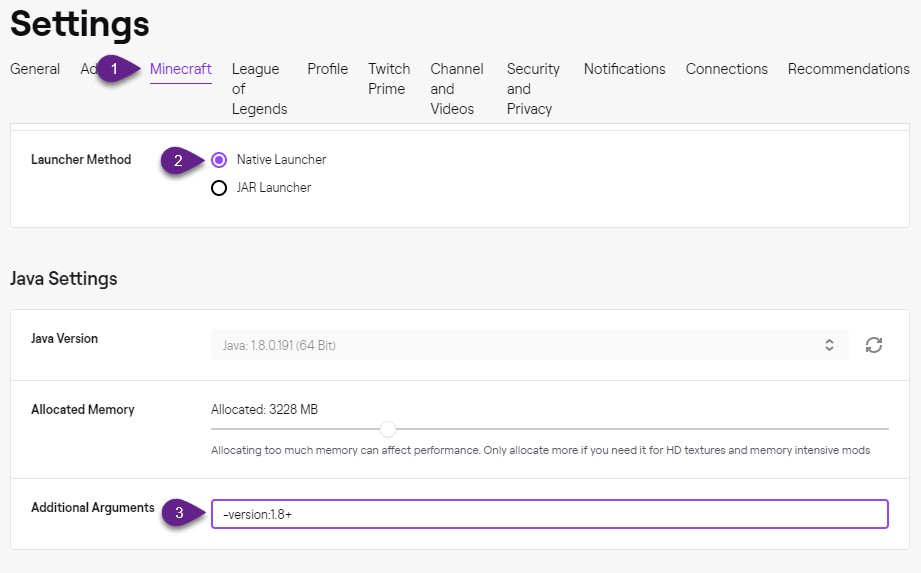 Settings
General
Ad
1
Minecraft
League
of
Legends
Profile
Twitch
Prime
Channel
and
Videos
Security
and
Privacy
Notifications
Connections
Recommendations
Launcher Method
2
Native Launcher
JAR Launcher
Java Settings
Java Version
Java: 1.8.0.191 (64 Bit)
Allocated Memory
Allocated: 3228 MB
Allocating too much memory can affect performance. Only allocate more if you need it for HD textures and memory intensive mods
Additional Arguments
3
-version:1.8+